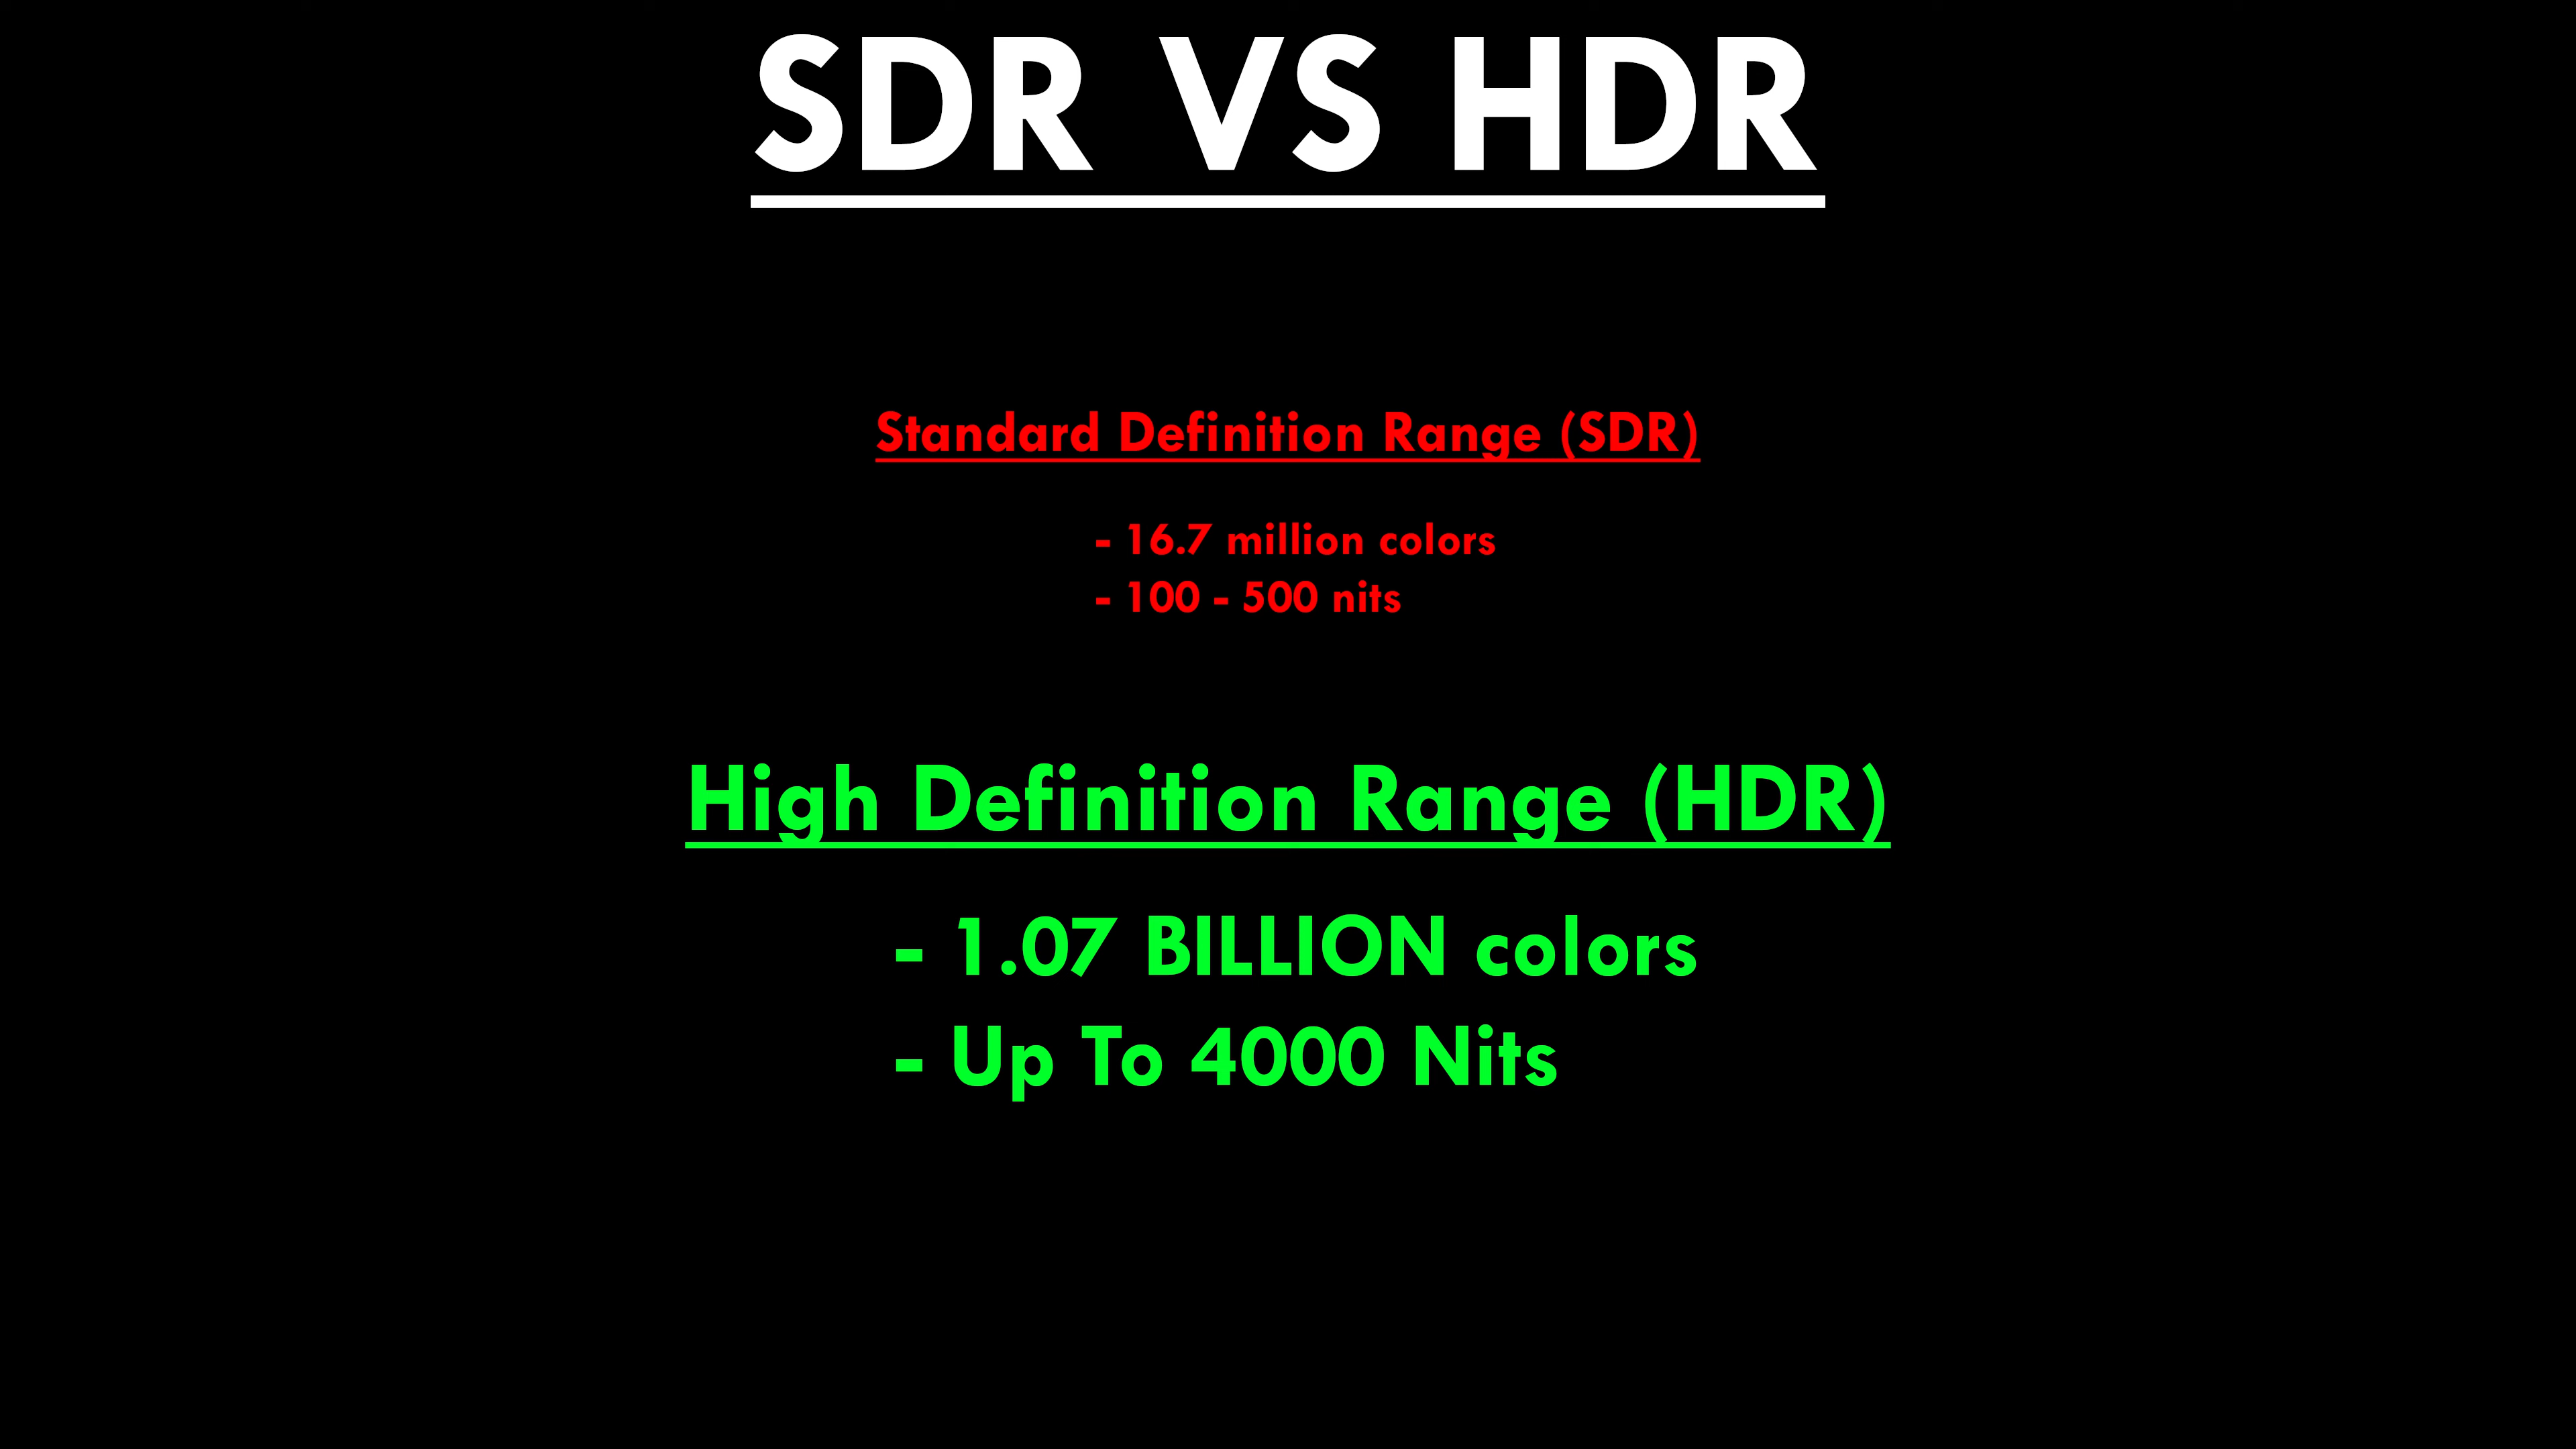 SDR VS HDR
Standard Definition Range (SDR)
- 16.7 million colors
- 100 - 500 nits
High Definition Range (HDR)
- 1.07 BILLION colors
- Up To 4000 Nits